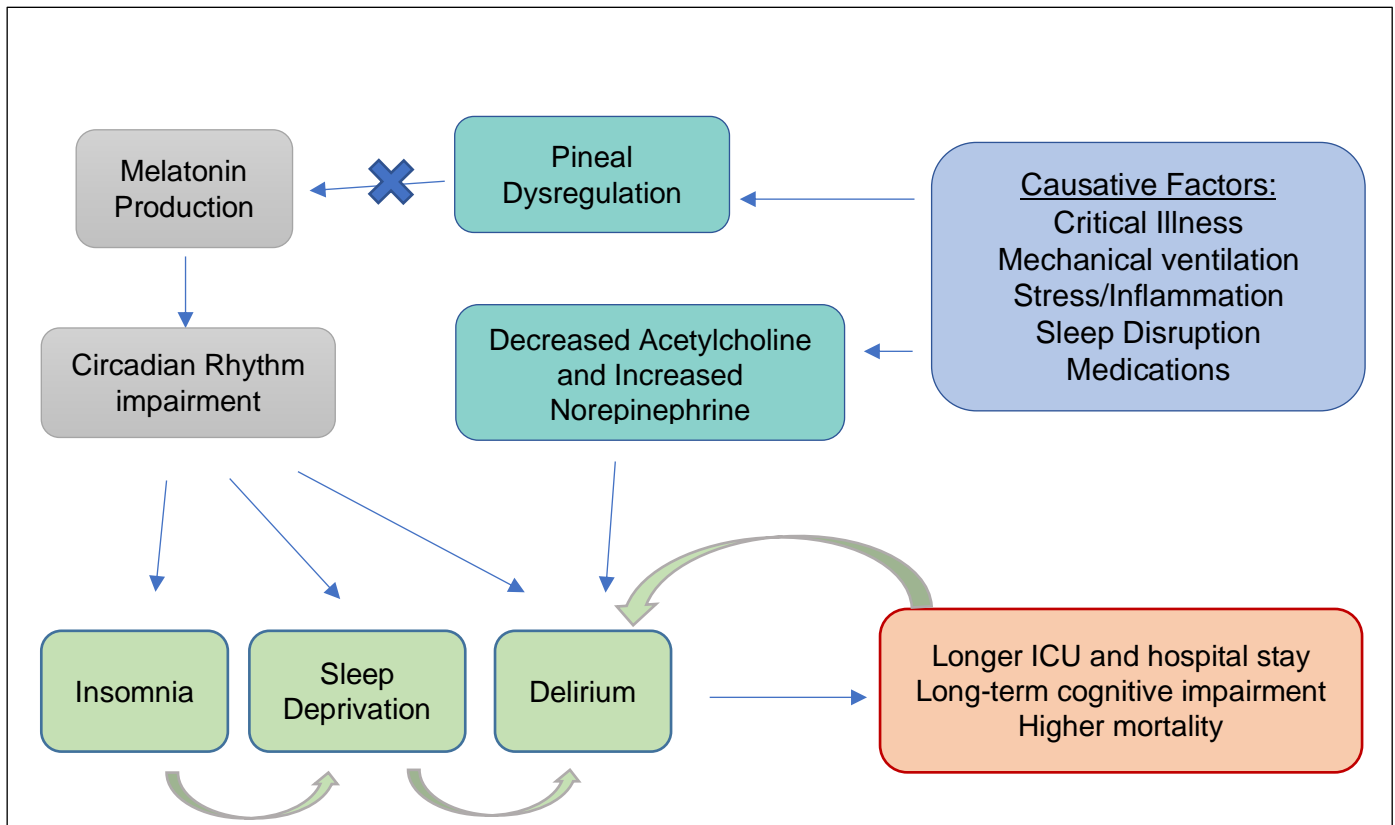 Melatonin
Production
Pineal
Dysregulation
Causative Factors:
Critical Illness
Mechanical ventilation
Stress/Inflammation
Sleep Disruption
Medications
Circadian Rhythm
impairment
Decreased Acetylcholine
and Increased
Norepinephrine
Insomnia
Sleep
Deprivation
Delirium
Longer ICU and hospital stay
Long-term cognitive impairment
Higher mortality